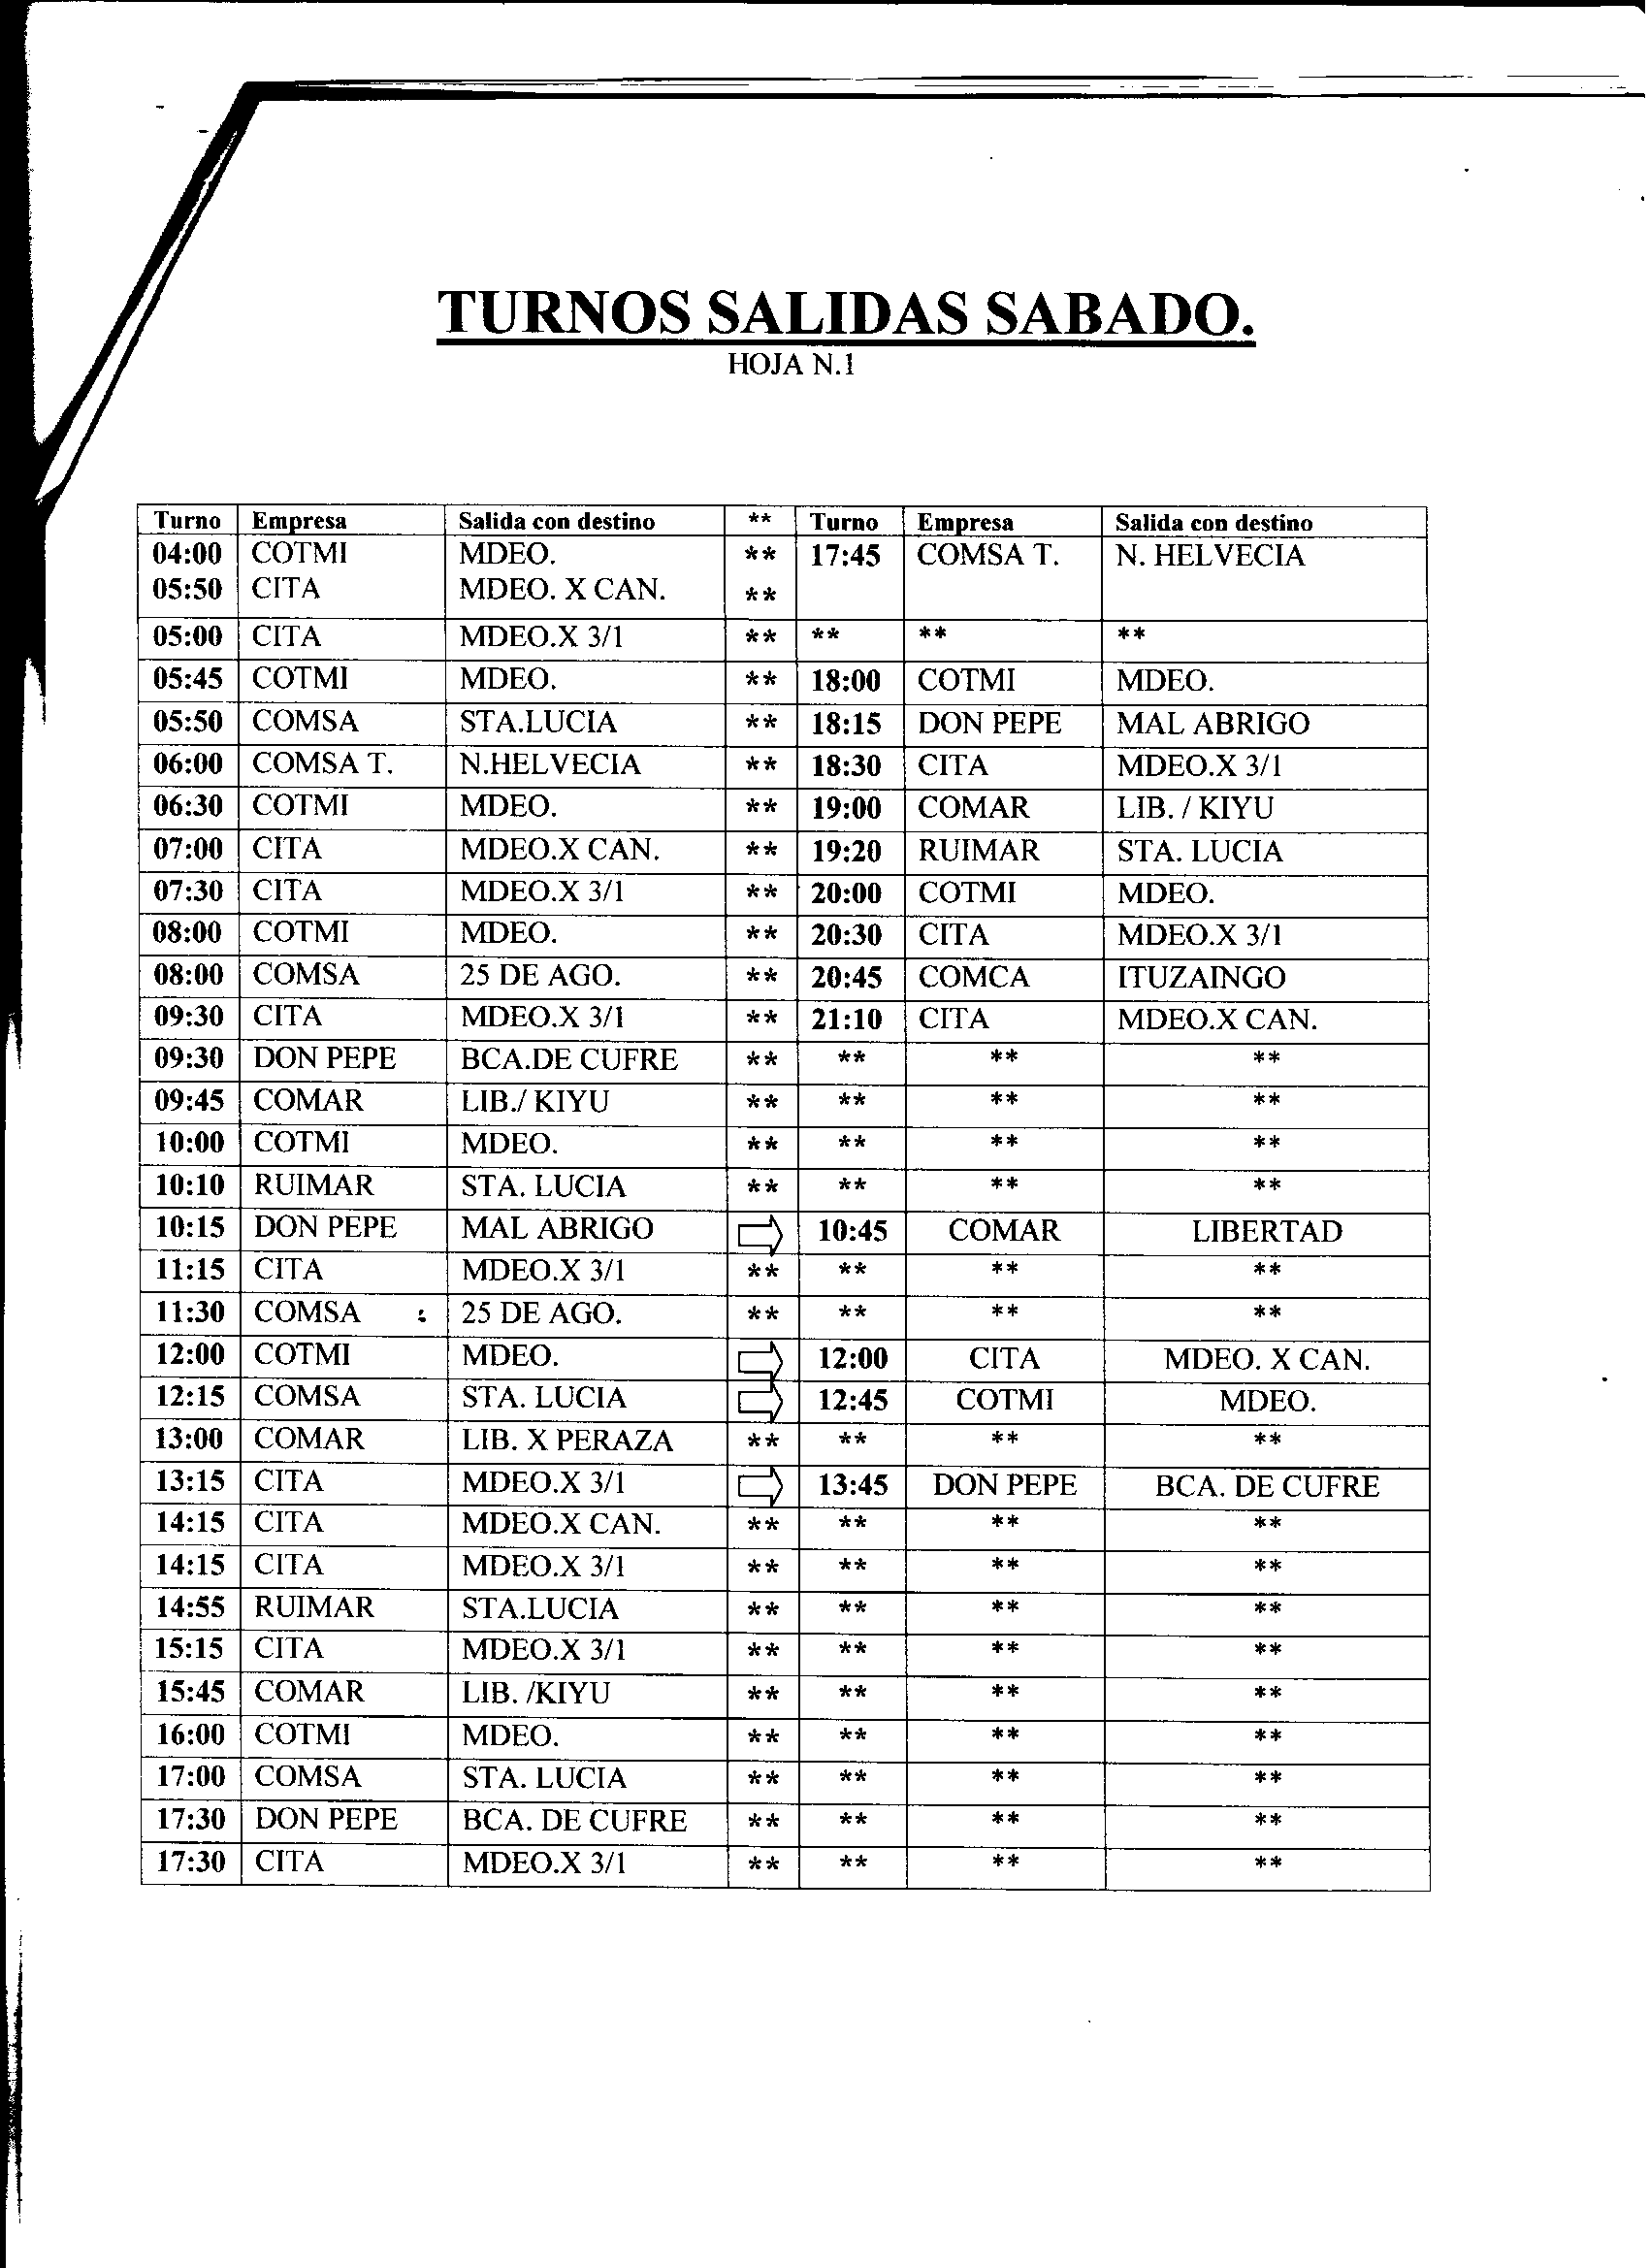 TURNOS SALIDAS SABADO.
HOJA N.1
Turno Empresa Salida con destino ** Turno Empresa Salida con destino
04:00 COTMI MDEO. ** 17:45 COMSA T. N. HELVECIA
05:50 CITA MDEO. X CAN. **
05:00 CITA MDEO.X 3/1 ** ** ** **
05:45 COTMI MDEO. ** 18:00 COTMI MDEO.
05:50 COMSA STA.LUCIA ** 18:15 DON PEPE MAL ABRIGO
06:00 COMSA T. N.HELVECIA ** 18:30 CITA MDEO.X 3/1
06:30 COTMI MDEO. ** 19:00 COMAR LIB. / KIYU
07:00 CITA MDEO.X CAN. ** 19:20 RUIMAR STA. LUCIA
07:30 CITA MDEO.X 3/1 ** 20:00 COTMI MDEO.
08:00 COTMI MDEO. ** 20:30 CITA MDEO.X 3/1
08:00 COMSA 25 DE AGO. ** 20:45 COMCA ITUZAINGO
09:30 CITA MDEO.X 3/1 ** 21:10 CITA MDEO.X CAN.
09:30 DON PEPE BCA.DE CUFRE ** ** ** **
09:45 COMAR LIB./ KIYU ** ** ** **
10:00 COTMI MDEO. ** ** ** **
10:10 RUIMAR STA. LUCIA ** ** ** **
10:15 DON PEPE MAL ABRIGO 10:45 COMAR LIBERTAD
11:15 CITA MDEO.X 3/1 ** ** ** **
11:30 COMSA : 25 DE AGO. ** ** ** **
12:00 COTMI MDEO. 12:00 CITA MDEO. X CAN.
12:15 COMSA STA. LUCIA 12:45 COTMI MDEO.
13:00 COMAR LIB. X PERAZA ** ** ** **
13:15 CITA MDEO.X 3/1 13:45 DON PEPE BCA. DE CUFRE
14:15 CITA MDEO.X CAN. ** ** ** **
14:15 CITA MDEO.X 3/1 ** ** ** **
14:55 RUIMAR STA.LUCIA ** ** ** **
15:15 CITA MDEO.X 3/1 ** ** ** **
15:45 COMAR LIB. /KIYU ** ** ** **
16:00 COTMI MDEO. ** ** ** **
17:00 COMSA STA. LUCIA ** ** ** **
17:30 DON PEPE BCA. DE CUFRE ** ** ** **
17:30 CITA MDEO.X 3/1 ** ** ** **